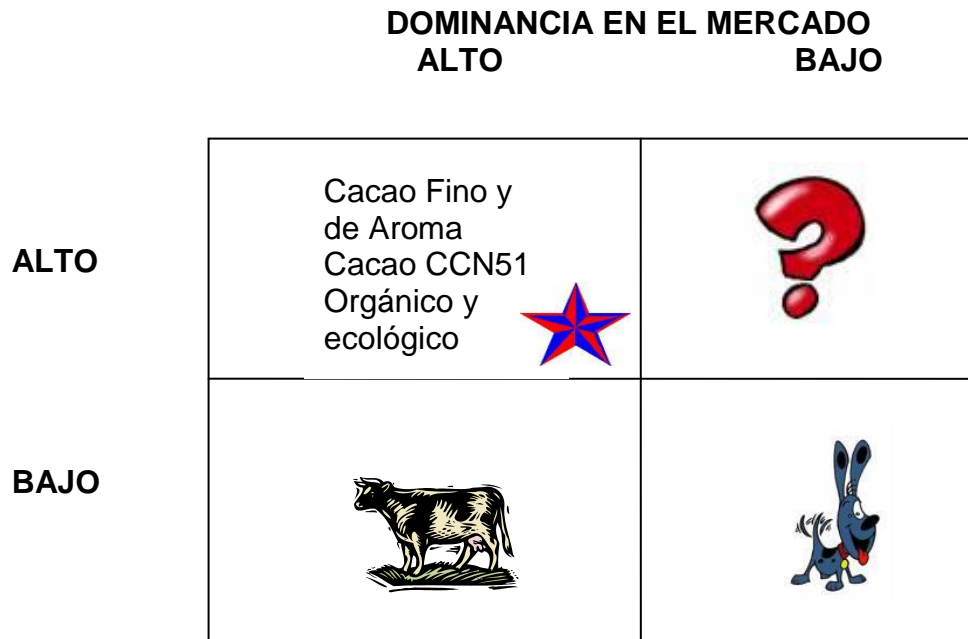 DOMINANCIA EN EL MERCADO
ALTO BAJO
Cacao Fino y
de Aroma
ALTO
Cacao CCN51
Orgánico y
ecológico
BAJO